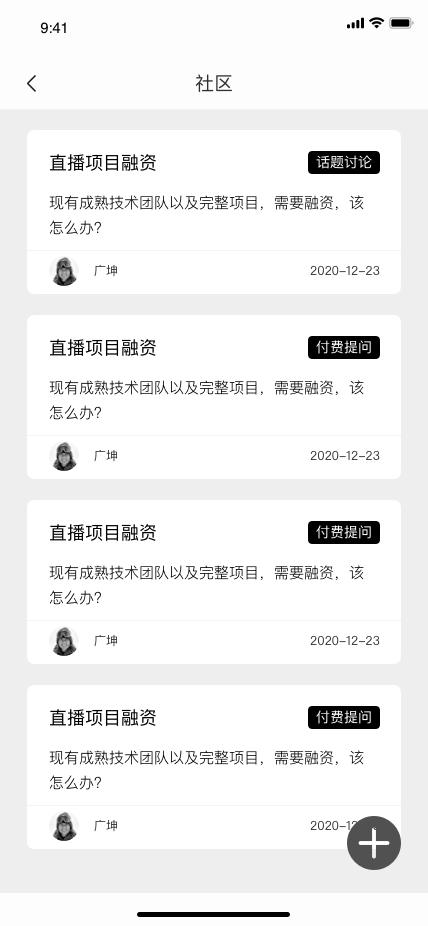 9:41
社区
直播项目融资
话题讨论
现有成熟技术团队以及完整项目，需要融资，该
怎么办？
广坤
2020-12-23
直播项目融资
付费提问
现有成熟技术团队以及完整项目，需要融资，该
怎么办？
广坤
2020-12-23
直播项目融资
付费提问
现有成熟技术团队以及完整项目，需要融资，该
怎么办？
广坤
2020-12-23
直播项目融资
付费提问
现有成熟技术团队以及完整项目，需要融资，该
怎么办？
广坤
2020-12